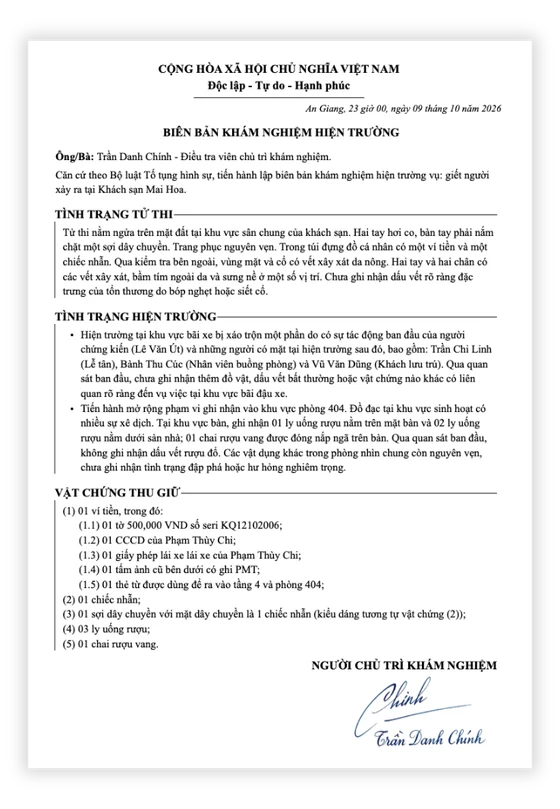 CỘNG HÒA XÃ HỘI CHỦ NGHĨA VIỆT NAM
Độc lập - Tự do - Hạnh phúc
An Giang, 23 giờ 00, ngày 09 tháng 10 năm 2026
BIÊN BẢN KHÁM NGHIỆM HIỆN TRƯỜNG
Ông/Bà: Trần Danh Chính - Điều tra viên chủ trì khám nghiệm.
Căn cứ theo Bộ luật Tố tụng hình sự, tiến hành lập biên bản khám nghiệm hiện trường vụ: giết người
xảy ra tại Khách sạn Mai Hoa.
TÌNH TRẠNG TỬ THI
Tử thi nằm ngửa trên mặt đất tại khu vực sân chung của khách sạn. Hai tay hơi co, bàn tay phải nắm
chặt một sợi dây chuyền. Trang phục nguyên vẹn. Trong túi đựng đồ cá nhân có một ví tiền và một
chiếc nhẫn. Qua kiểm tra bên ngoài, vùng mặt và cổ có vết xây xát da nông. Hai tay và hai chân có
các vết xây xát, bầm tím ngoài da và sưng nề ở một số vị trí. Chưa ghi nhận dấu vết rõ ràng đặc
trưng của tổn thương do bóp nghẹt hoặc siết cổ.
TÌNH TRẠNG HIỆN TRƯỜNG
• Hiện trường tại khu vực bãi xe bị xáo trộn một phần do có sự tác động ban đầu của người
chứng kiến (Lê Văn Út) và những người có mặt tại hiện trường sau đó, bao gồm: Trần Chi Linh
(Lễ tân), Bành Thu Cúc (Nhân viên buồng phòng) và Vũ Văn Dũng (Khách lưu trú). Qua quan
sát ban đầu, chưa ghi nhận thêm đồ vật, dấu vết bất thường hoặc vật chứng nào khác có liên
quan rõ ràng đến vụ việc tại khu vực bãi đậu xe.
• Tiến hành mở rộng phạm vi ghi nhận vào khu vực phòng 404. Đồ đạc tại khu vực sinh hoạt có
nhiều sự xê dịch. Tại khu vực bàn, ghi nhận 01 ly uống rượu nằm trên mặt bàn và 02 ly uống
rượu nằm dưới sàn nhà; 01 chai rượu vang được đóng nắp ngã trên bàn. Qua quan sát ban đầu,
không ghi nhận dấu vết rượu đổ. Các vật dụng khác trong phòng nhìn chung còn nguyên vẹn,
chưa ghi nhận tình trạng đập phá hoặc hư hỏng nghiêm trọng.
VẬT CHỨNG THU GIỮ
(1) 01 ví tiền, trong đó:
(1.1) 01 tờ 500,000 VND số seri KQ12102006;
(1.2) 01 CCCD của Phạm Thùy Chi;
(1.3) 01 giấy phép lái xe lái xe của Phạm Thùy Chi;
(1.4) 01 tấm ảnh cũ bên dưới có ghi PMT;
(1.5) 01 thẻ từ được dùng để ra vào tầng 4 và phòng 404;
(2) 01 chiếc nhẫn;
(3) 01 sợi dây chuyền với mặt dây chuyền là 1 chiếc nhẫn (kiểu dáng tương tự vật chứng (2));
(4) 03 ly uống rượu;
(5) 01 chai rượu vang.
NGƯỜI CHỦ TRÌ KHÁM NGHIỆM
Chính
Trần Danh Chính